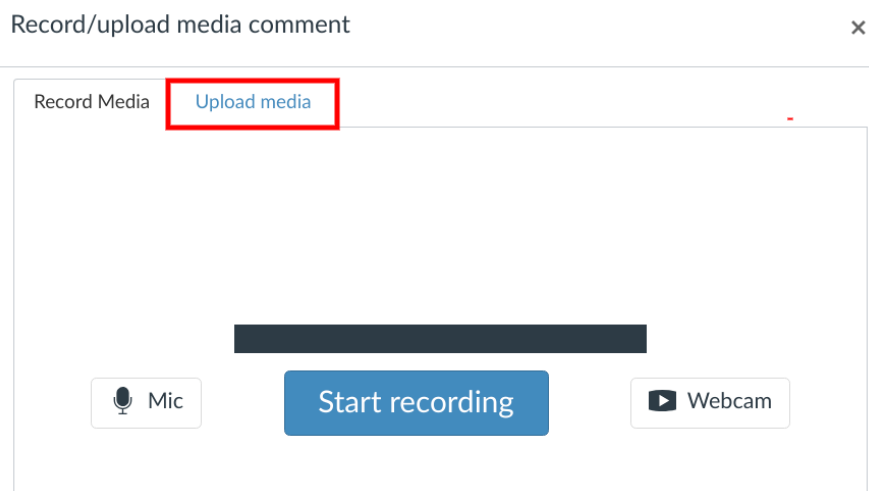 Record/upload media comment
Record Media
Upload media
Mic
Start recording
Webcam